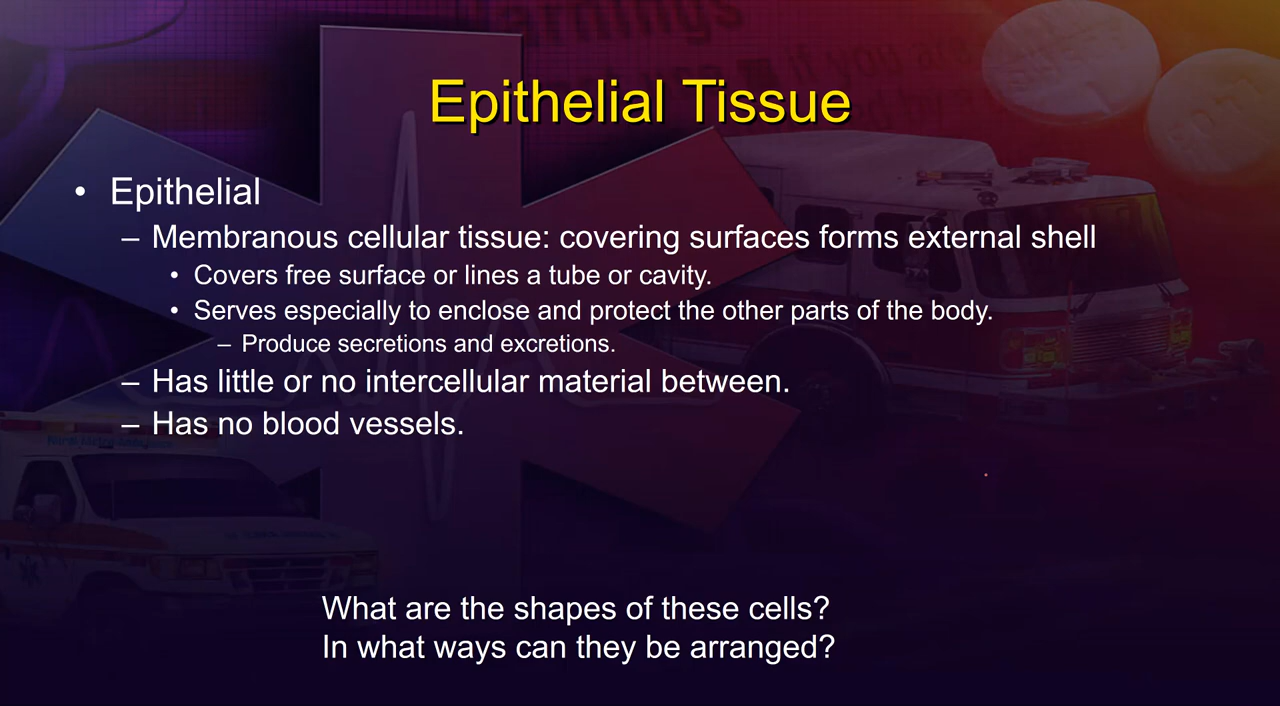 Epithelial Tissue
• Epithelial
– Membranous cellular tissue: covering surfaces forms external shell
• Covers free surface or lines a tube or cavity.
• Serves especially to enclose and protect the other parts of the body.
– Produce secretions and excretions.
– Has little or no intercellular material between.
– Has no blood vessels.
What are the shapes of these cells?
In what ways can they be arranged?